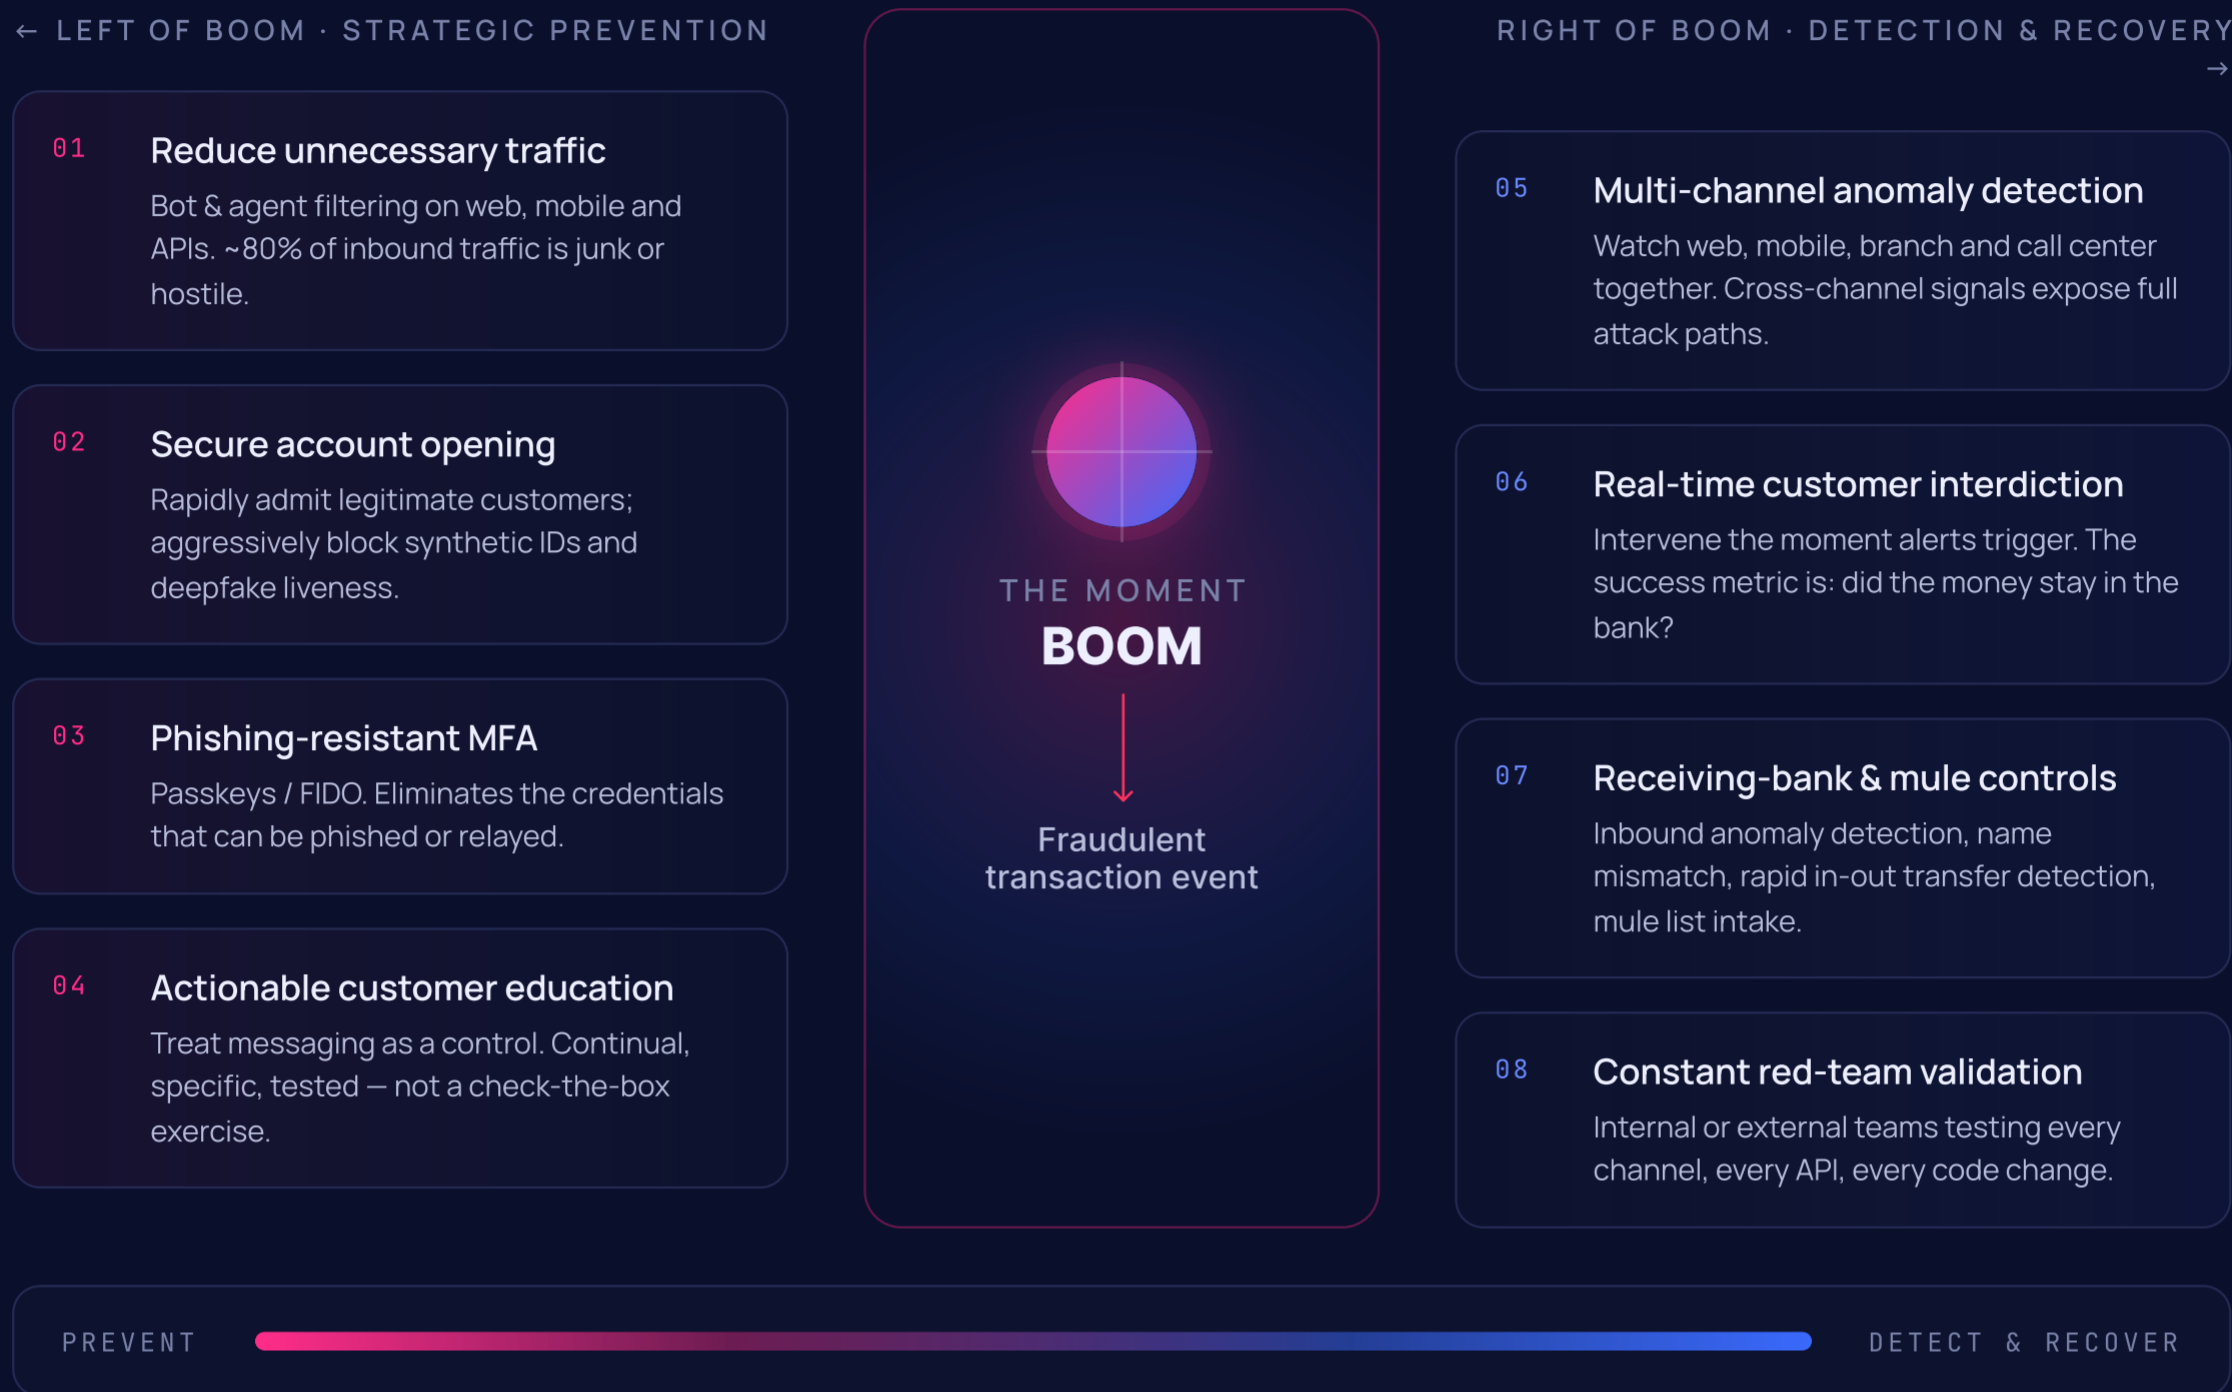 ← LEFT OF BOOM · STRATEGIC PREVENTION
01
Reduce unnecessary traffic
Bot & agent filtering on web, mobile and
APIs. ~80% of inbound traffic is junk or
hostile.
02
Secure account opening
Rapidly admit legitimate customers;
aggressively block synthetic IDs and
deepfake liveness.
03
Phishing-resistant MFA
Passkeys / FIDO. Eliminates the credentials
that can be phished or relayed.
04
Actionable customer education
Treat messaging as a control. Continual,
specific, tested — not a check-the-box
exercise.
THE MOMENT
BOOM
Fraudulent
transaction event
RIGHT OF BOOM · DETECTION & RECOVERY
→
05
Multi-channel anomaly detection
Watch web, mobile, branch and call center
together. Cross-channel signals expose full
attack paths.
06
Real-time customer interdiction
Intervene the moment alerts trigger. The
success metric is: did the money stay in the
bank?
07
Receiving-bank & mule controls
Inbound anomaly detection, name
mismatch, rapid in-out transfer detection,
mule list intake.
08
Constant red-team validation
Internal or external teams testing every
channel, every API, every code change.
PREVENT
DETECT & RECOVER